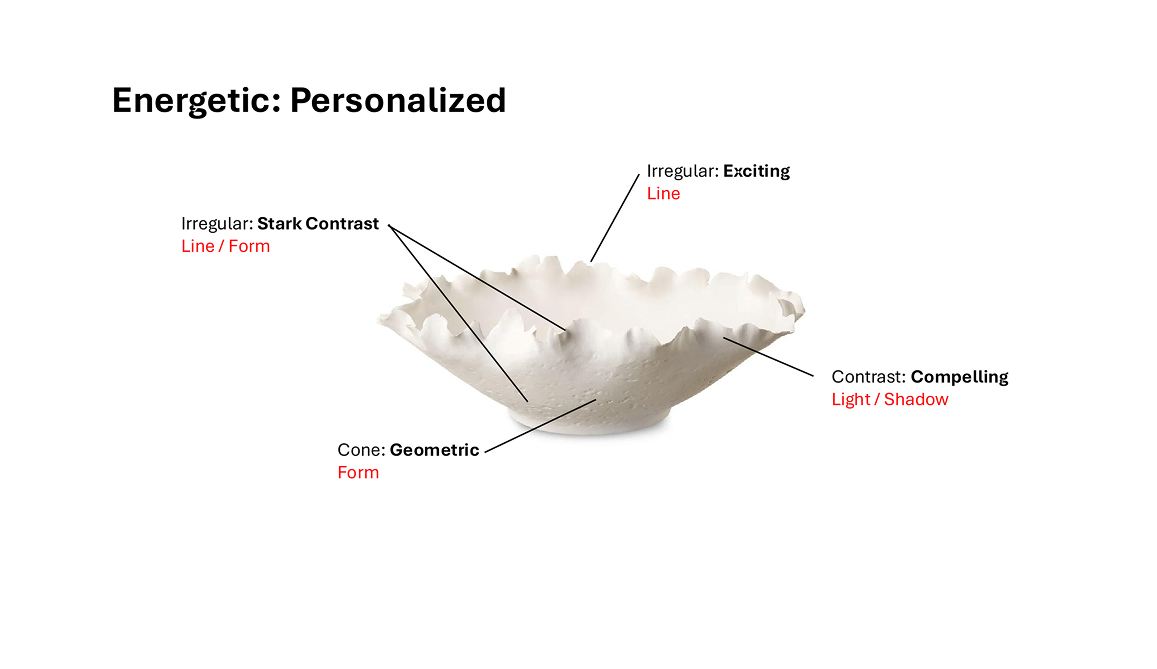 Energetic: Personalized
Irregular: Exciting
Line
Irregular: Stark Contrast
Line / Form
Contrast: Compelling
Light / Shadow
Cone: Geometric
Form